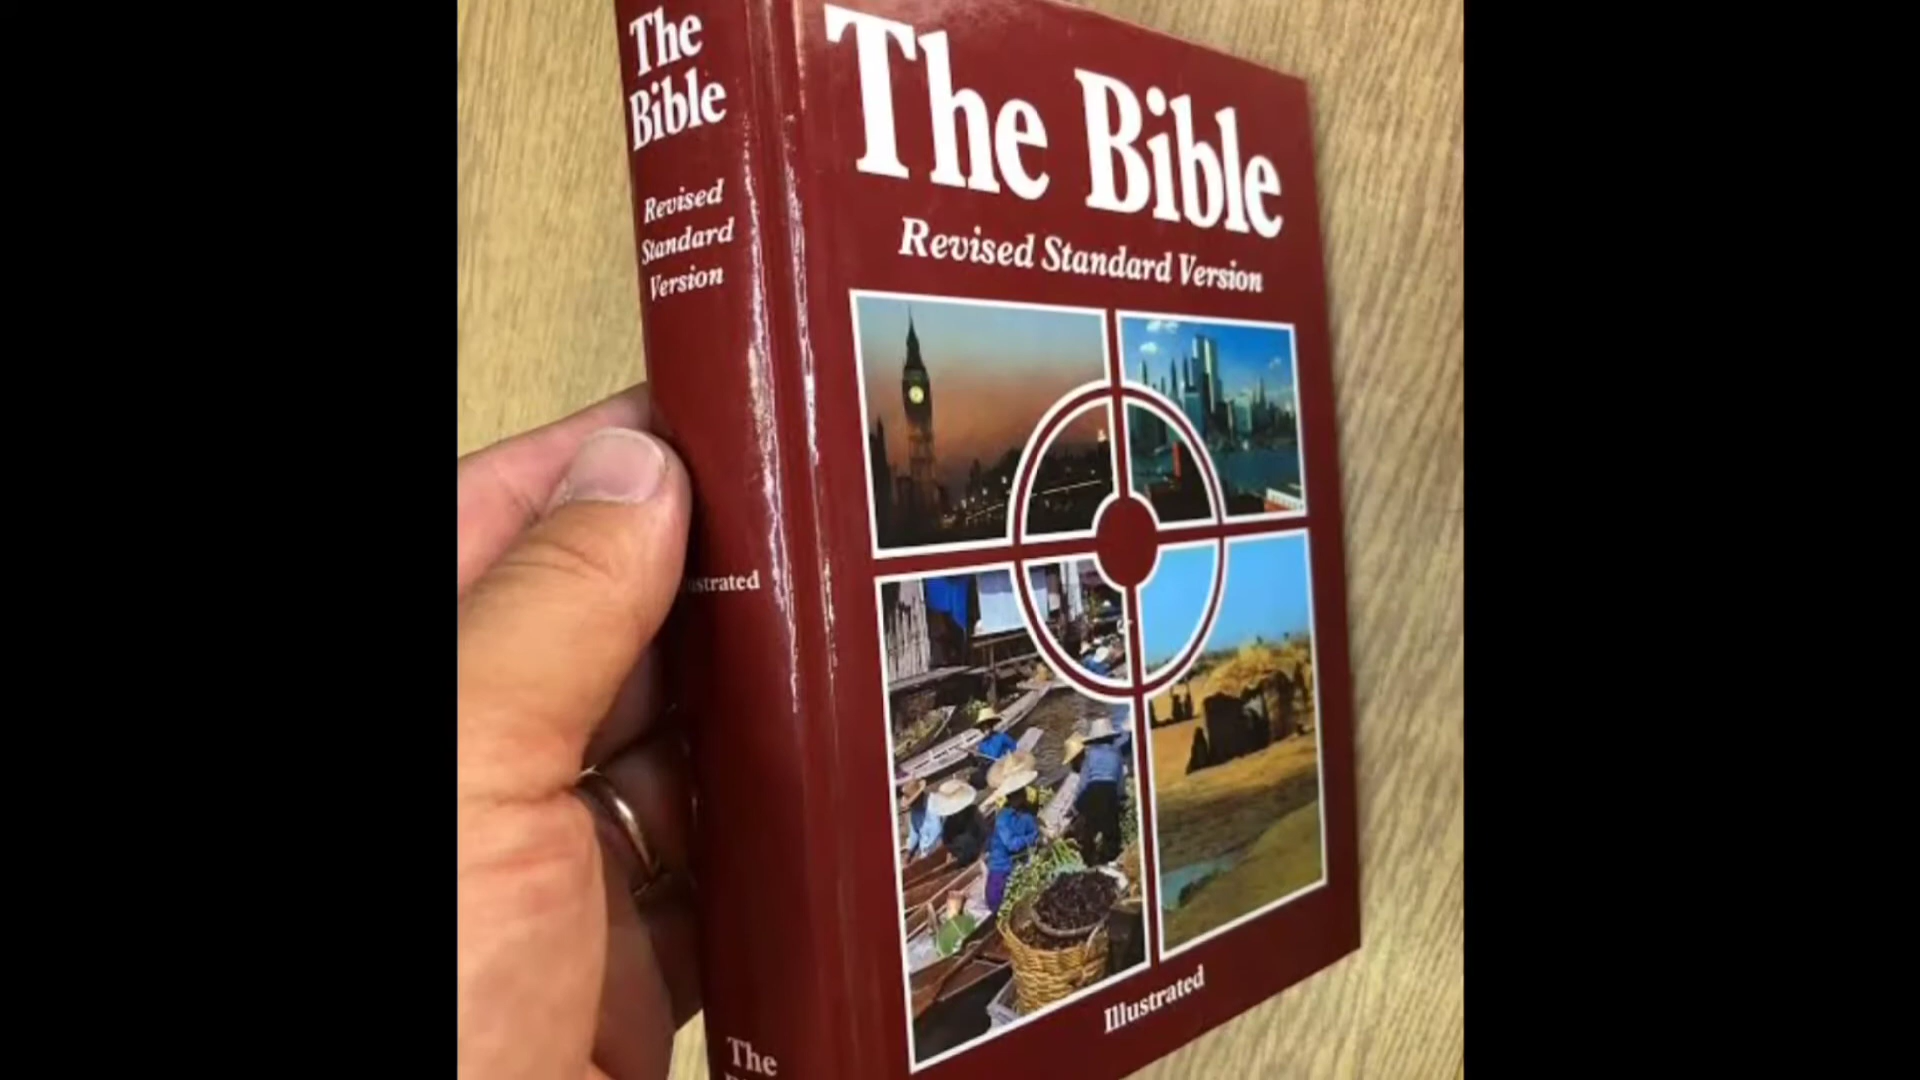 The
Bible
Revised
Standard
Version
The
The Bible
Revised Standard Version
Illustrated